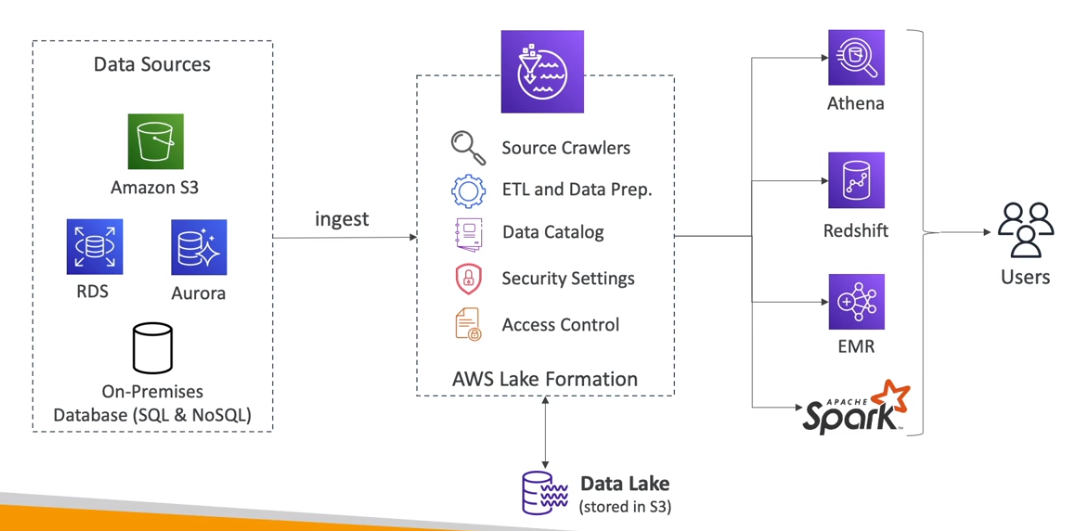 Data Sources
Amazon S3
RDS
Aurora
On-Premises
Database (SQL & NoSQL)
ingest
Source Crawlers
ETL and Data Prep.
Data Catalog
Security Settings
Access Control
AWS Lake Formation
Data Lake
(stored in S3)
Athena
Redshift
EMR
APACHE
Spark™
Users